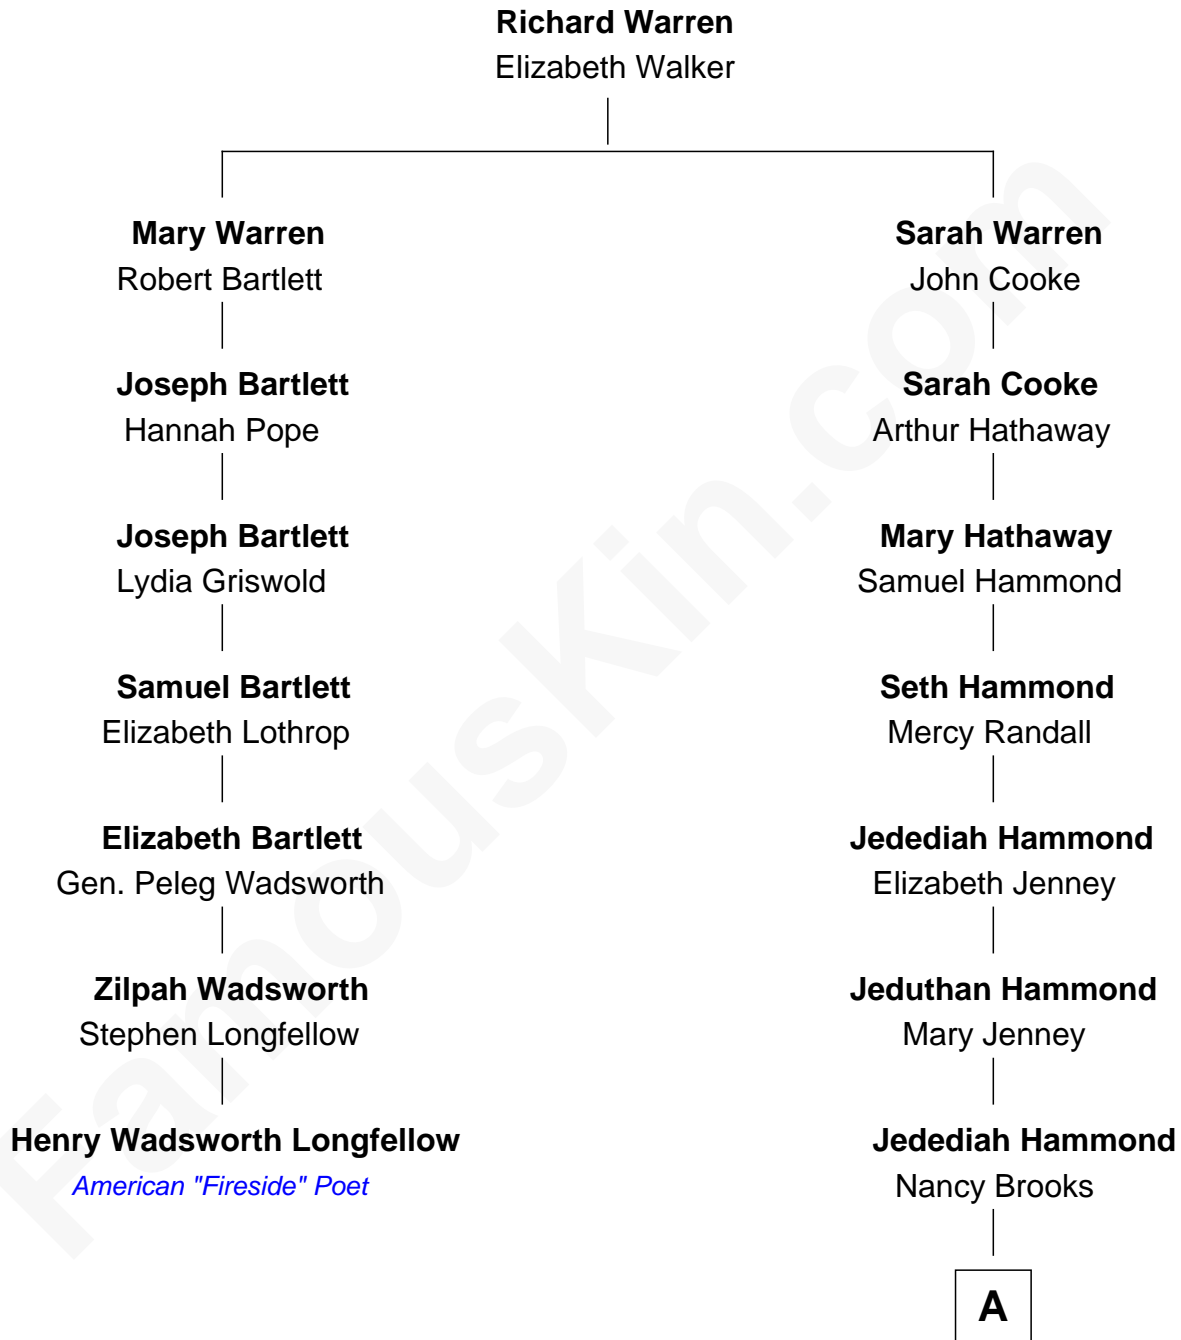 Richard Warren
Elizabeth Walker
Mary Warren
Robert Bartlett
Sarah Warren
John Cooke
Joseph Bartlett
Hannah Pope
Sarah Cooke
Arthur Hathaway
Joseph Bartlett
Lydia Griswold
Mary Hathaway
Samuel Hammond
Samuel Bartlett
Elizabeth Lothrop
Seth Hammond
Mercy Randall
Elizabeth Bartlett
Gen. Peleg Wadsworth
Jedediah Hammond
Elizabeth Jenney
Zilpah Wadsworth
Stephen Longfellow
Jeduthan Hammond
Mary Jenney
Henry Wadsworth Longfellow
American "Fireside" Poet
Jedediah Hammond
Nancy Brooks
A
FamousKin.com